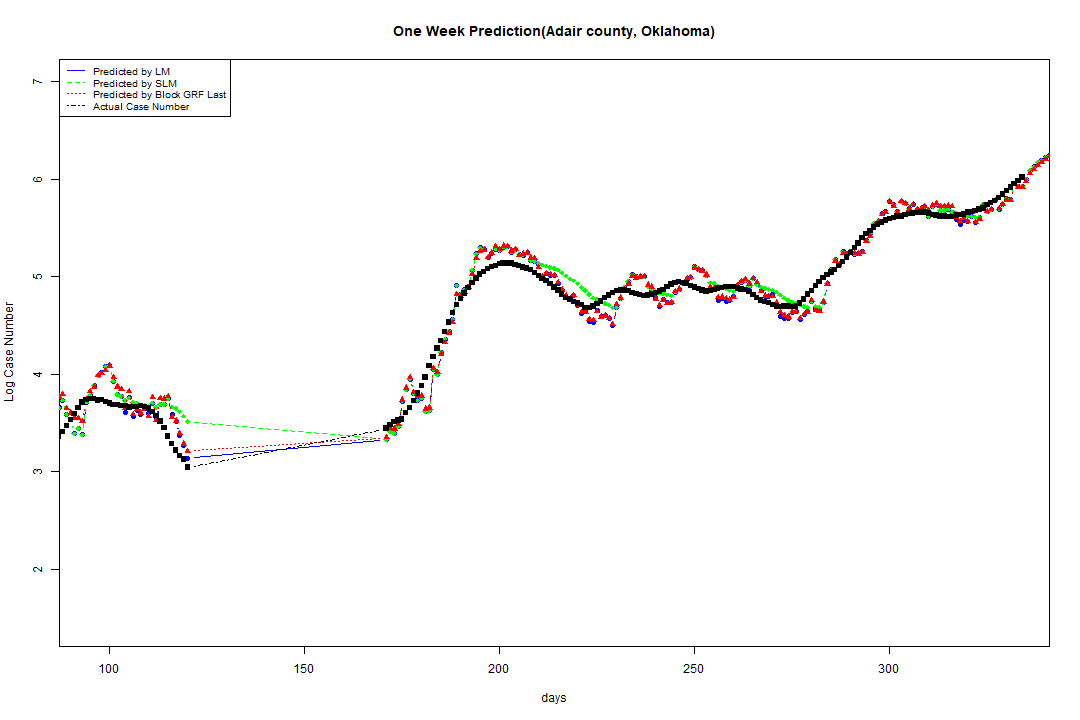 One Week Prediction(Adair county, Oklahoma)
Predicted by LM
Predicted by SLM
Predicted by Block GRF Last
Actual Case Number
7
6
5
4
3
2
Log Case Number
100 150 200 250 300
days